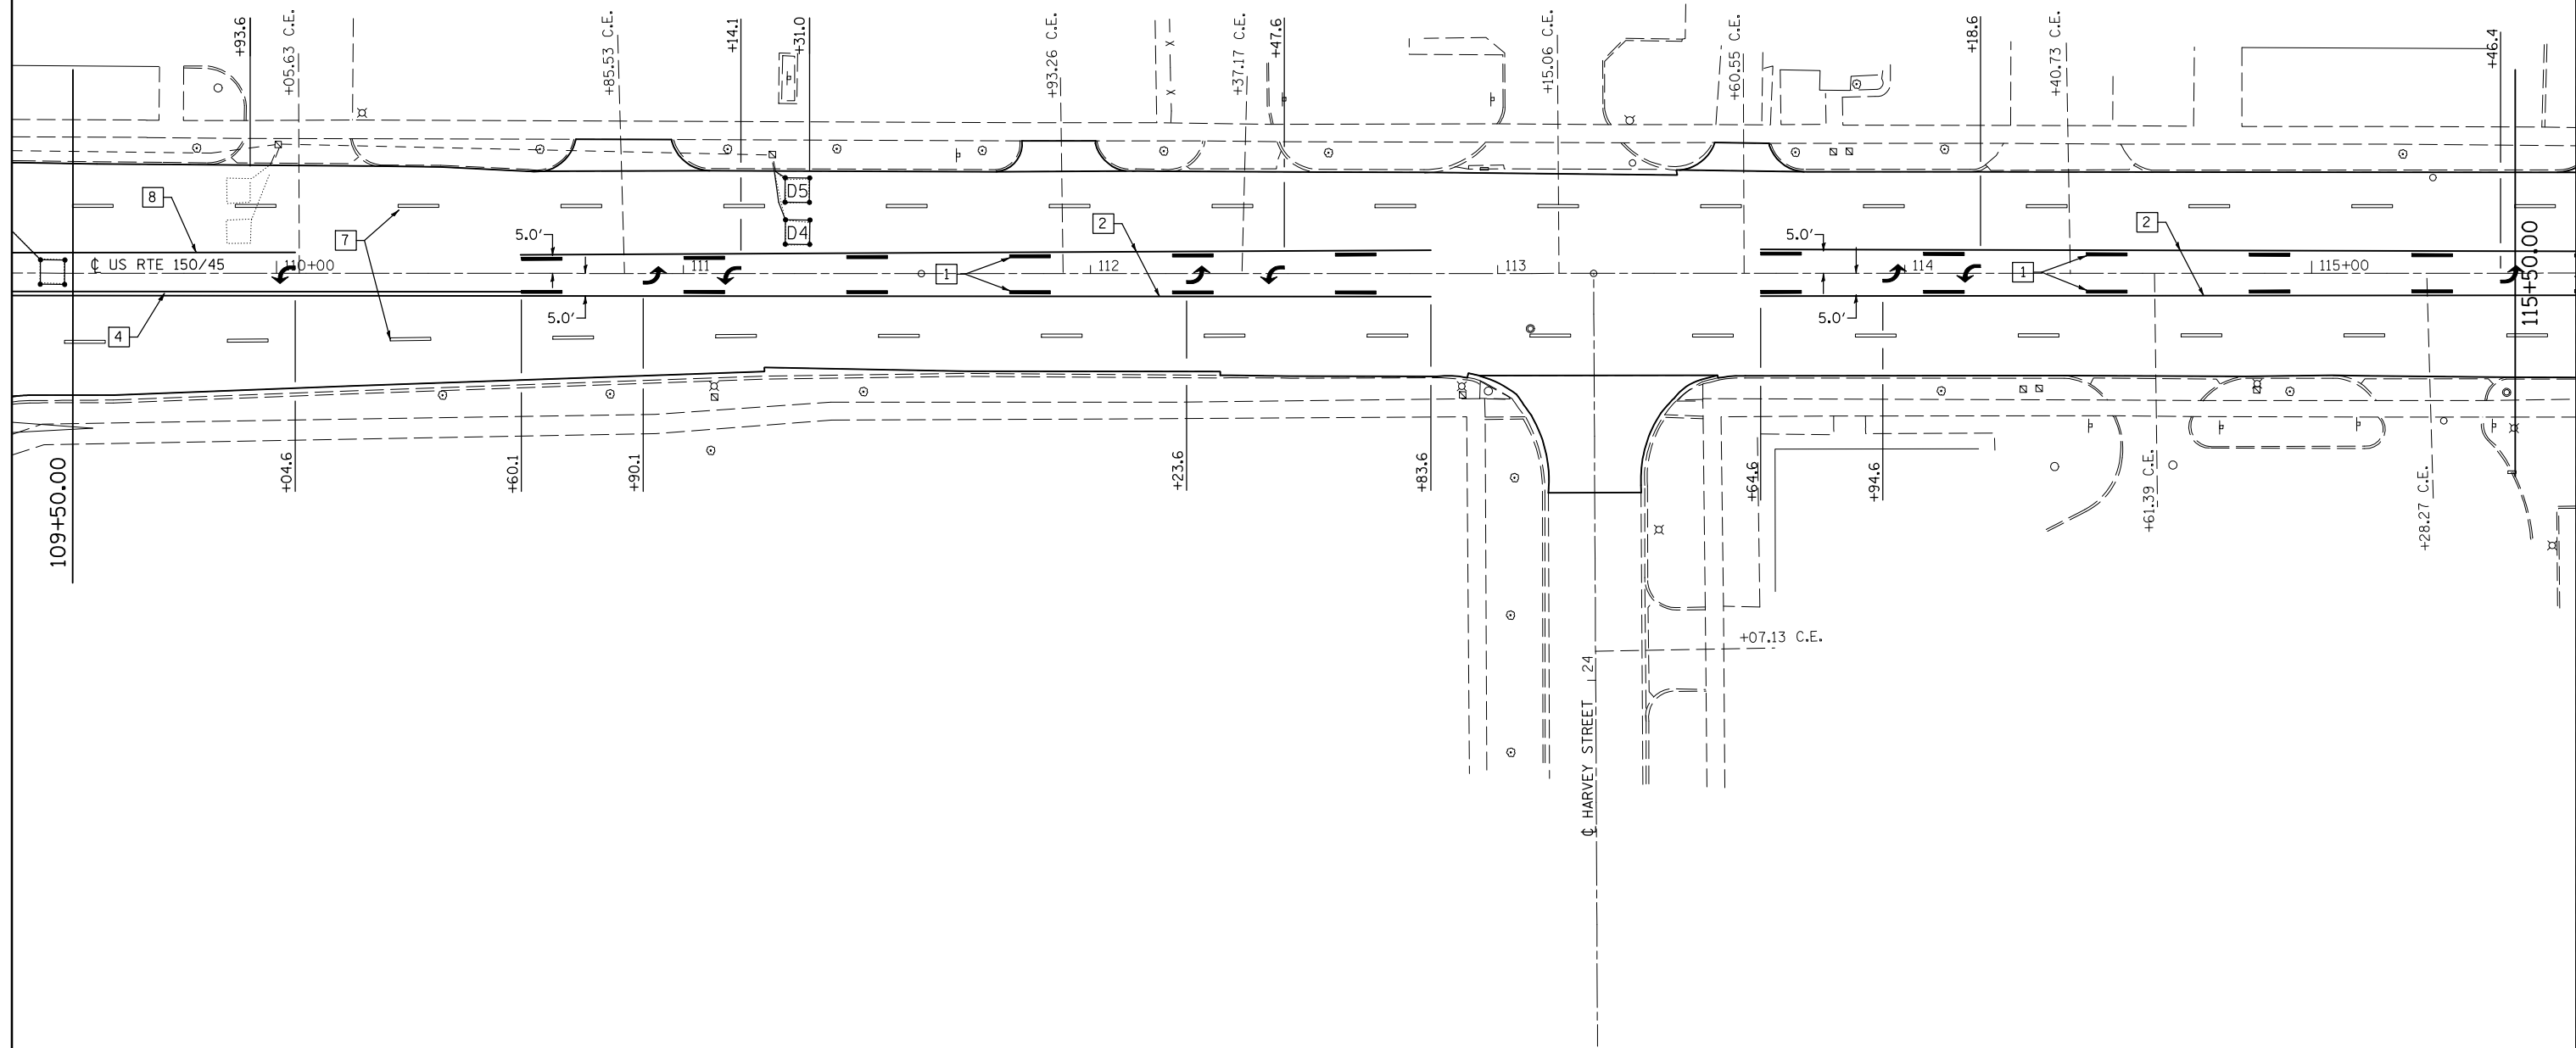 +93.6
+05.63 C.E.
+85.53 C.E.
+14.1
+31.0
+93.26 C.E.
+37.17 C.E.
+47.6
+15.06 C.E.
+60.55 C.E.
+18.6
+40.73 C.E.
+46.4
8
7
D5
D4
2
2
5.0'
5.0'
℄ US RTE 150/45
110+00
111
1
112
113
114
1
115+00
115+50.00
4
5.0'
5.0'
109+50.00
+04.6
+60.1
+90.1
+23.6
+83.6
+64.6
+94.6
+61.39 C.E.
+28.27 C.E.
+07.13 C.E.
℄ HARVEY STREET
24
X
X